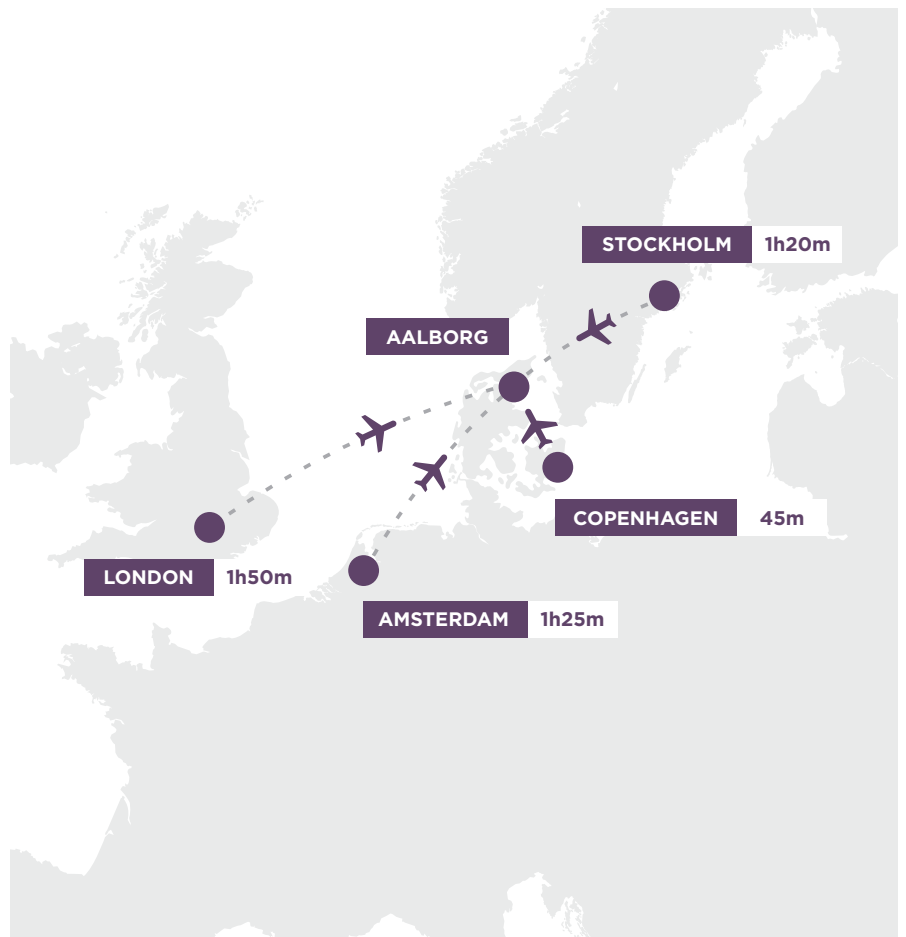 STOCKHOLM 1h20m
AALBORG
COPENHAGEN 45m
LONDON 1h50m
AMSTERDAM 1h25m